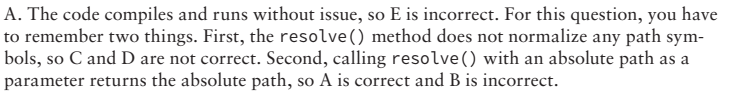 A. The code compiles and runs without issue, so E is incorrect. For this question, you have
to remember two things. First, the resolve() method does not normalize any path sym-
bols, so C and D are not correct. Second, calling resolve() with an absolute path as a
parameter returns the absolute path, so A is correct and B is incorrect.